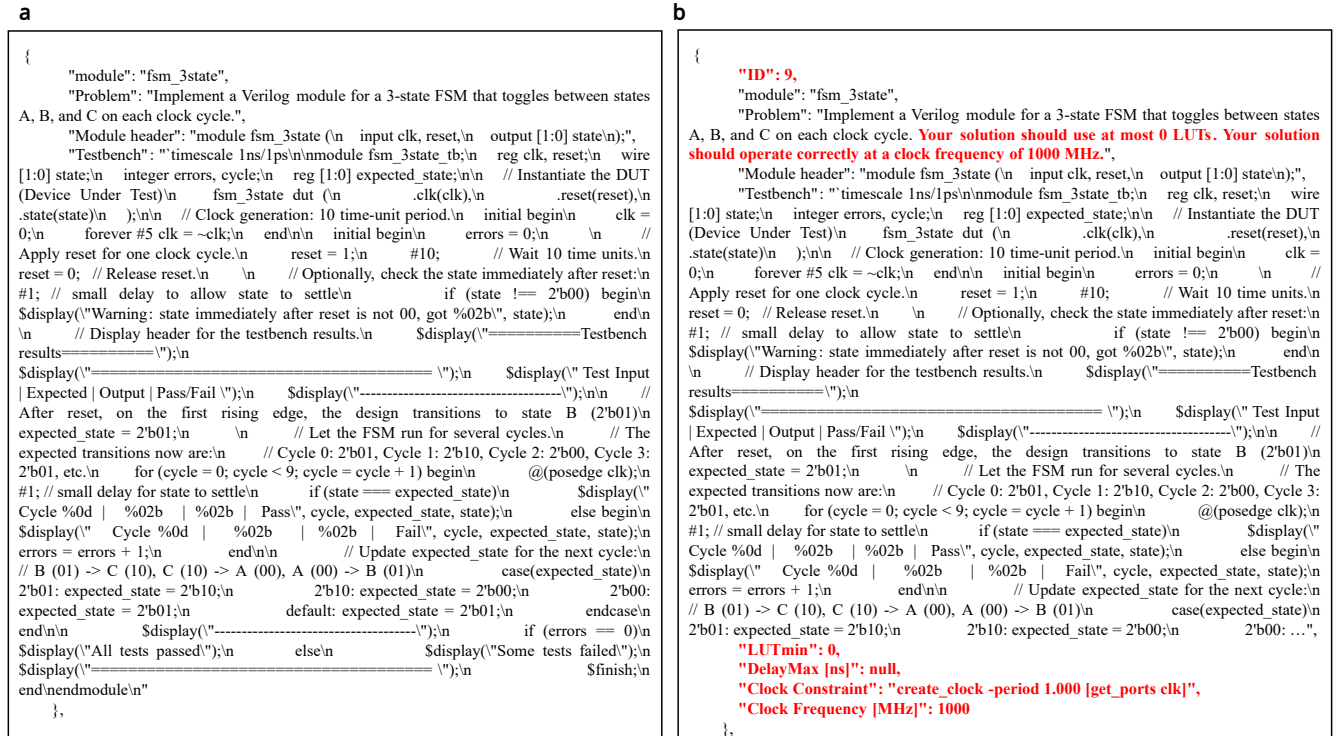 a
{
"module": "fsm_3state",
"Problem": "Implement a Verilog module for a 3-state FSM that toggles between states
A, B, and C on each clock cycle.",
"Module header": "module fsm_3state (\n input clk, reset,\n output [1:0] state\n);",
"Testbench": "`timescale 1ns/1ps\n\nmodule fsm_3state_tb;\n reg clk, reset;\n wire
[1:0] state;\n integer errors, cycle;\n reg [1:0] expected_state;\n\n // Instantiate the DUT
(Device Under Test)\n fsm_3state dut (\n .clk(clk),\n .reset(reset),\n
.state(state)\n );\n\n // Clock generation: 10 time-unit period.\n initial begin\n clk =
0;\n forever #5 clk = ~clk;\n end\n\n initial begin\n errors = 0;\n \n //
Apply reset for one clock cycle.\n reset = 1;\n #10; // Wait 10 time units.\n
reset = 0; // Release reset.\n \n // Optionally, check the state immediately after reset:\n
#1; // small delay to allow state to settle\n if (state !== 2'b00) begin\n
$display(\"Warning: state immediately after reset is not 00, got %02b\", state);\n end\n
\n // Display header for the testbench results.\n $display(\"==========Testbench
results==========\");\n
$display(\"====================================== \");\n $display(\" Test Input
| Expected | Output | Pass/Fail \");\n $display(\"-------------------------------------\");\n\n //
After reset, on the first rising edge, the design transitions to state B (2'b01)\n
expected_state = 2'b01;\n \n // Let the FSM run for several cycles.\n // The
expected transitions now are:\n // Cycle 0: 2'b01, Cycle 1: 2'b10, Cycle 2: 2'b00, Cycle 3:
2'b01, etc.\n for (cycle = 0; cycle < 9; cycle = cycle + 1) begin\n @(posedge clk);\n
#1; // small delay for state to settle\n if (state === expected_state)\n $display(\"
Cycle %0d | %02b | %02b | Pass\", cycle, expected_state, state);\n else begin\n
$display(\" Cycle %0d | %02b | %02b | Fail\", cycle, expected_state, state);\n
errors = errors + 1;\n end\n\n // Update expected_state for the next cycle:\n
// B (01) -> C (10), C (10) -> A (00), A (00) -> B (01)\n case(expected_state)\n
2'b01: expected_state = 2'b10;\n 2'b10: expected_state = 2'b00;\n 2'b00:
expected_state = 2'b01;\n default: expected_state = 2'b01;\n endcase\n
end\n\n $display(\"-------------------------------------\");\n if (errors == 0)\n
$display(\"All tests passed\");\n else\n $display(\"Some tests failed\");\n
$display(\"====================================== \");\n $finish;\n
end\nendmodule\n"
},
b
{
"ID": 9,
"module": "fsm_3state",
"Problem": "Implement a Verilog module for a 3-state FSM that toggles between states
A, B, and C on each clock cycle. Your solution should use at most 0 LUTs. Your solution
should operate correctly at a clock frequency of 1000 MHz.",
"Module header": "module fsm_3state (\n input clk, reset,\n output [1:0] state\n);",
"Testbench": "`timescale 1ns/1ps\n\nmodule fsm_3state_tb;\n reg clk, reset;\n wire
[1:0] state;\n integer errors, cycle;\n reg [1:0] expected_state;\n\n // Instantiate the DUT
(Device Under Test)\n fsm_3state dut (\n .clk(clk),\n .reset(reset),\n
.state(state)\n );\n\n // Clock generation: 10 time-unit period.\n initial begin\n clk =
0;\n forever #5 clk = ~clk;\n end\n\n initial begin\n errors = 0;\n \n //
Apply reset for one clock cycle.\n reset = 1;\n #10; // Wait 10 time units.\n
reset = 0; // Release reset.\n \n // Optionally, check the state immediately after reset:\n
#1; // small delay to allow state to settle\n if (state !== 2'b00) begin\n
$display(\"Warning: state immediately after reset is not 00, got %02b\", state);\n end\n
\n // Display header for the testbench results.\n $display(\"==========Testbench
results==========\");\n
$display(\"====================================== \");\n $display(\" Test Input
| Expected | Output | Pass/Fail \");\n $display(\"-------------------------------------\");\n\n //
After reset, on the first rising edge, the design transitions to state B (2'b01)\n
expected_state = 2'b01;\n \n // Let the FSM run for several cycles.\n // The
expected transitions now are:\n // Cycle 0: 2'b01, Cycle 1: 2'b10, Cycle 2: 2'b00, Cycle 3:
2'b01, etc.\n for (cycle = 0; cycle < 9; cycle = cycle + 1) begin\n @(posedge clk);\n
#1; // small delay for state to settle\n if (state === expected_state)\n $display(\"
Cycle %0d | %02b | %02b | Pass\", cycle, expected_state, state);\n else begin\n
$display(\" Cycle %0d | %02b | %02b | Fail\", cycle, expected_state, state);\n
errors = errors + 1;\n end\n\n // Update expected_state for the next cycle:\n
// B (01) -> C (10), C (10) -> A (00), A (00) -> B (01)\n case(expected_state)\n
2'b01: expected_state = 2'b10;\n 2'b10: expected_state = 2'b00;\n 2'b00: …",
"LUTmin": 0,
"DelayMax [ns]": null,
"Clock Constraint": "create_clock -period 1.000 [get_ports clk]",
"Clock Frequency [MHz]": 1000
},